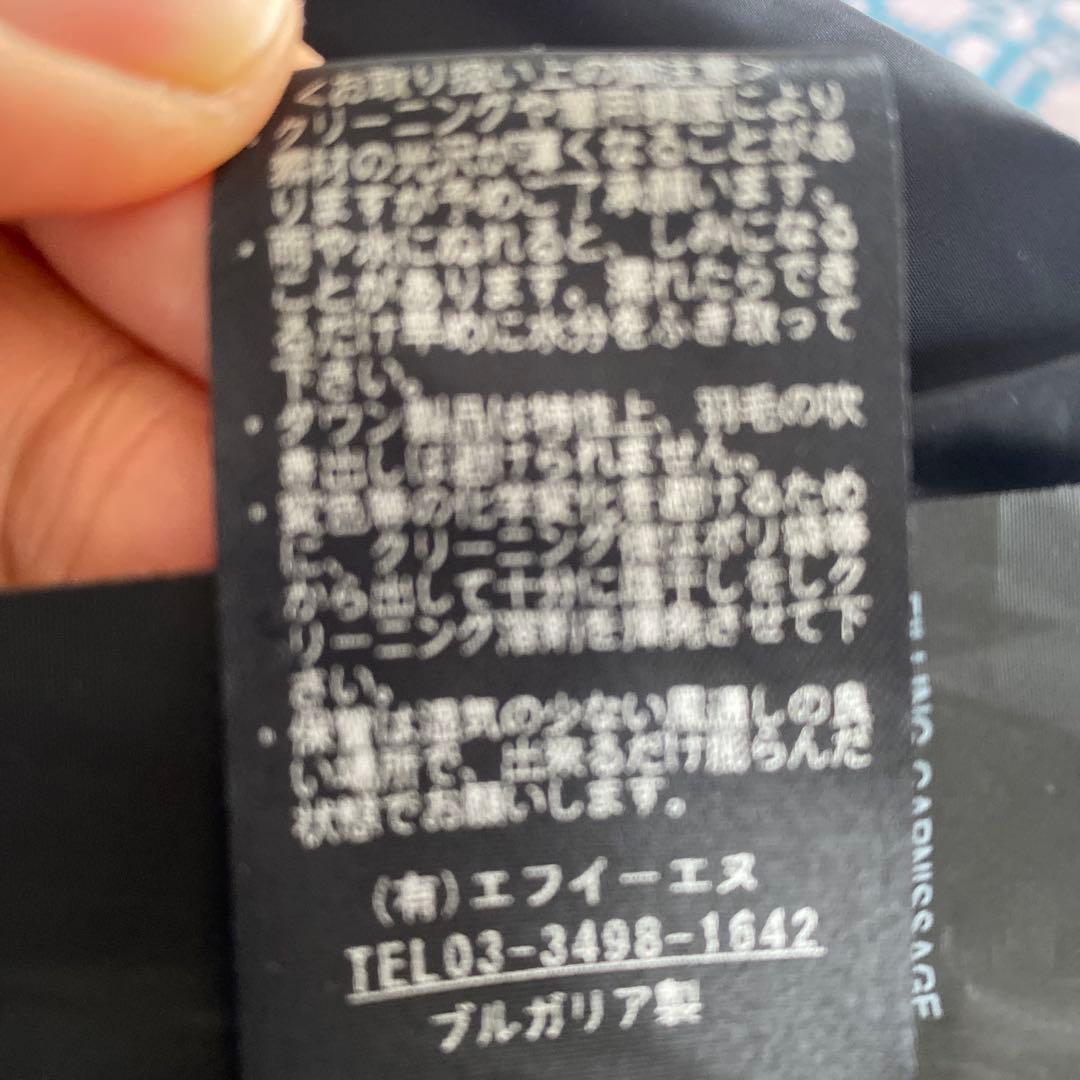 ＜お取り扱い上の御注意＞
クリーニングや着用頻度により
の光沢が薄くなることがあ
りますが予めご了承願います。
・雨や水にぬれると、しみになる
ことがあります。濡れたらでき
るだけ早めに水分をふき取って
下さい。
・ダウン製品は特性上、羽毛の吹
き出しは避けられません。
・変色等の化学変化を避けるため
に、クリーニング仕上がり後袋
から出して十分に陰干しをしク
リーニング溶剤を蒸発させて下
さい。
・保管は湿気の少ない風通しの良
い場所で、出来るだけ膨らんだ
状態でお願いします。
(有)エフイーエヌ
TEL03-3498-1642
ブルガリア製